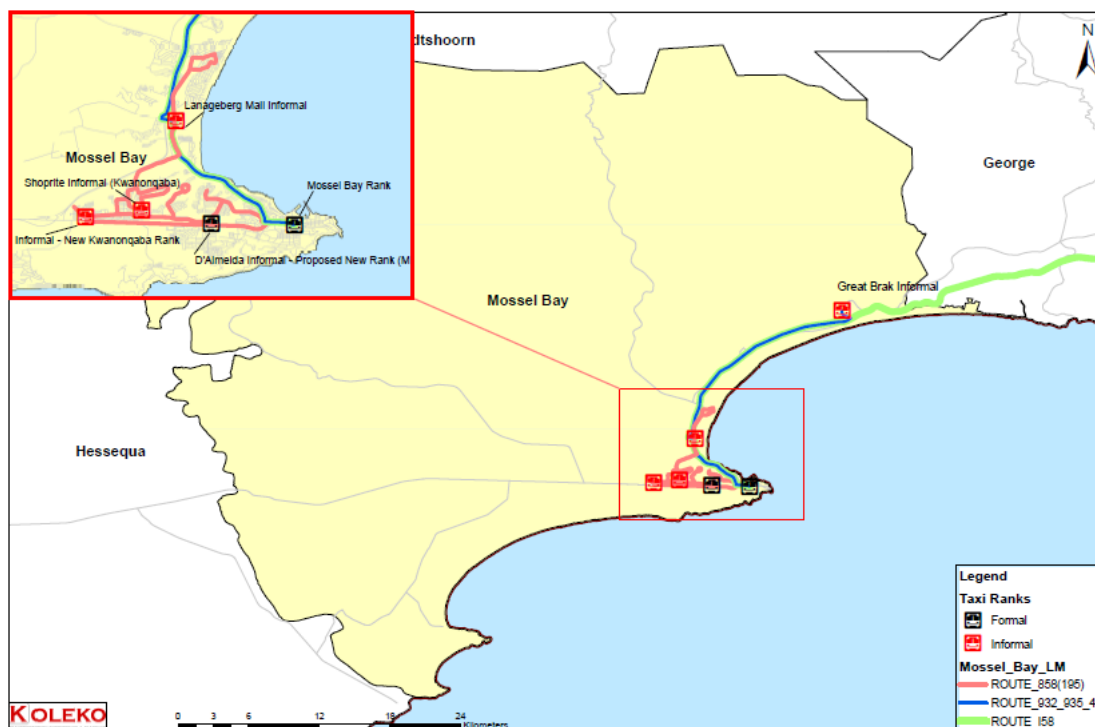 dtshoorn
N
Lanageberg Mall Informal
Mossel Bay
Shoprite Informal (Kwanonqaba)
Mossel Bay Rank
Informal - New Kwanonqaba Rank
D'Almeida Informal - Proposed New Rank (M
George
Great Brak Informal
Mossel Bay
Hessequa
Legend
Taxi Ranks
Formal
Informal
Mossel_Bay_LM
ROUTE_858(195)
ROUTE_932_935_4
ROUTE_I58
KOLEKO
0 3 6 12 18 24
Kilometers